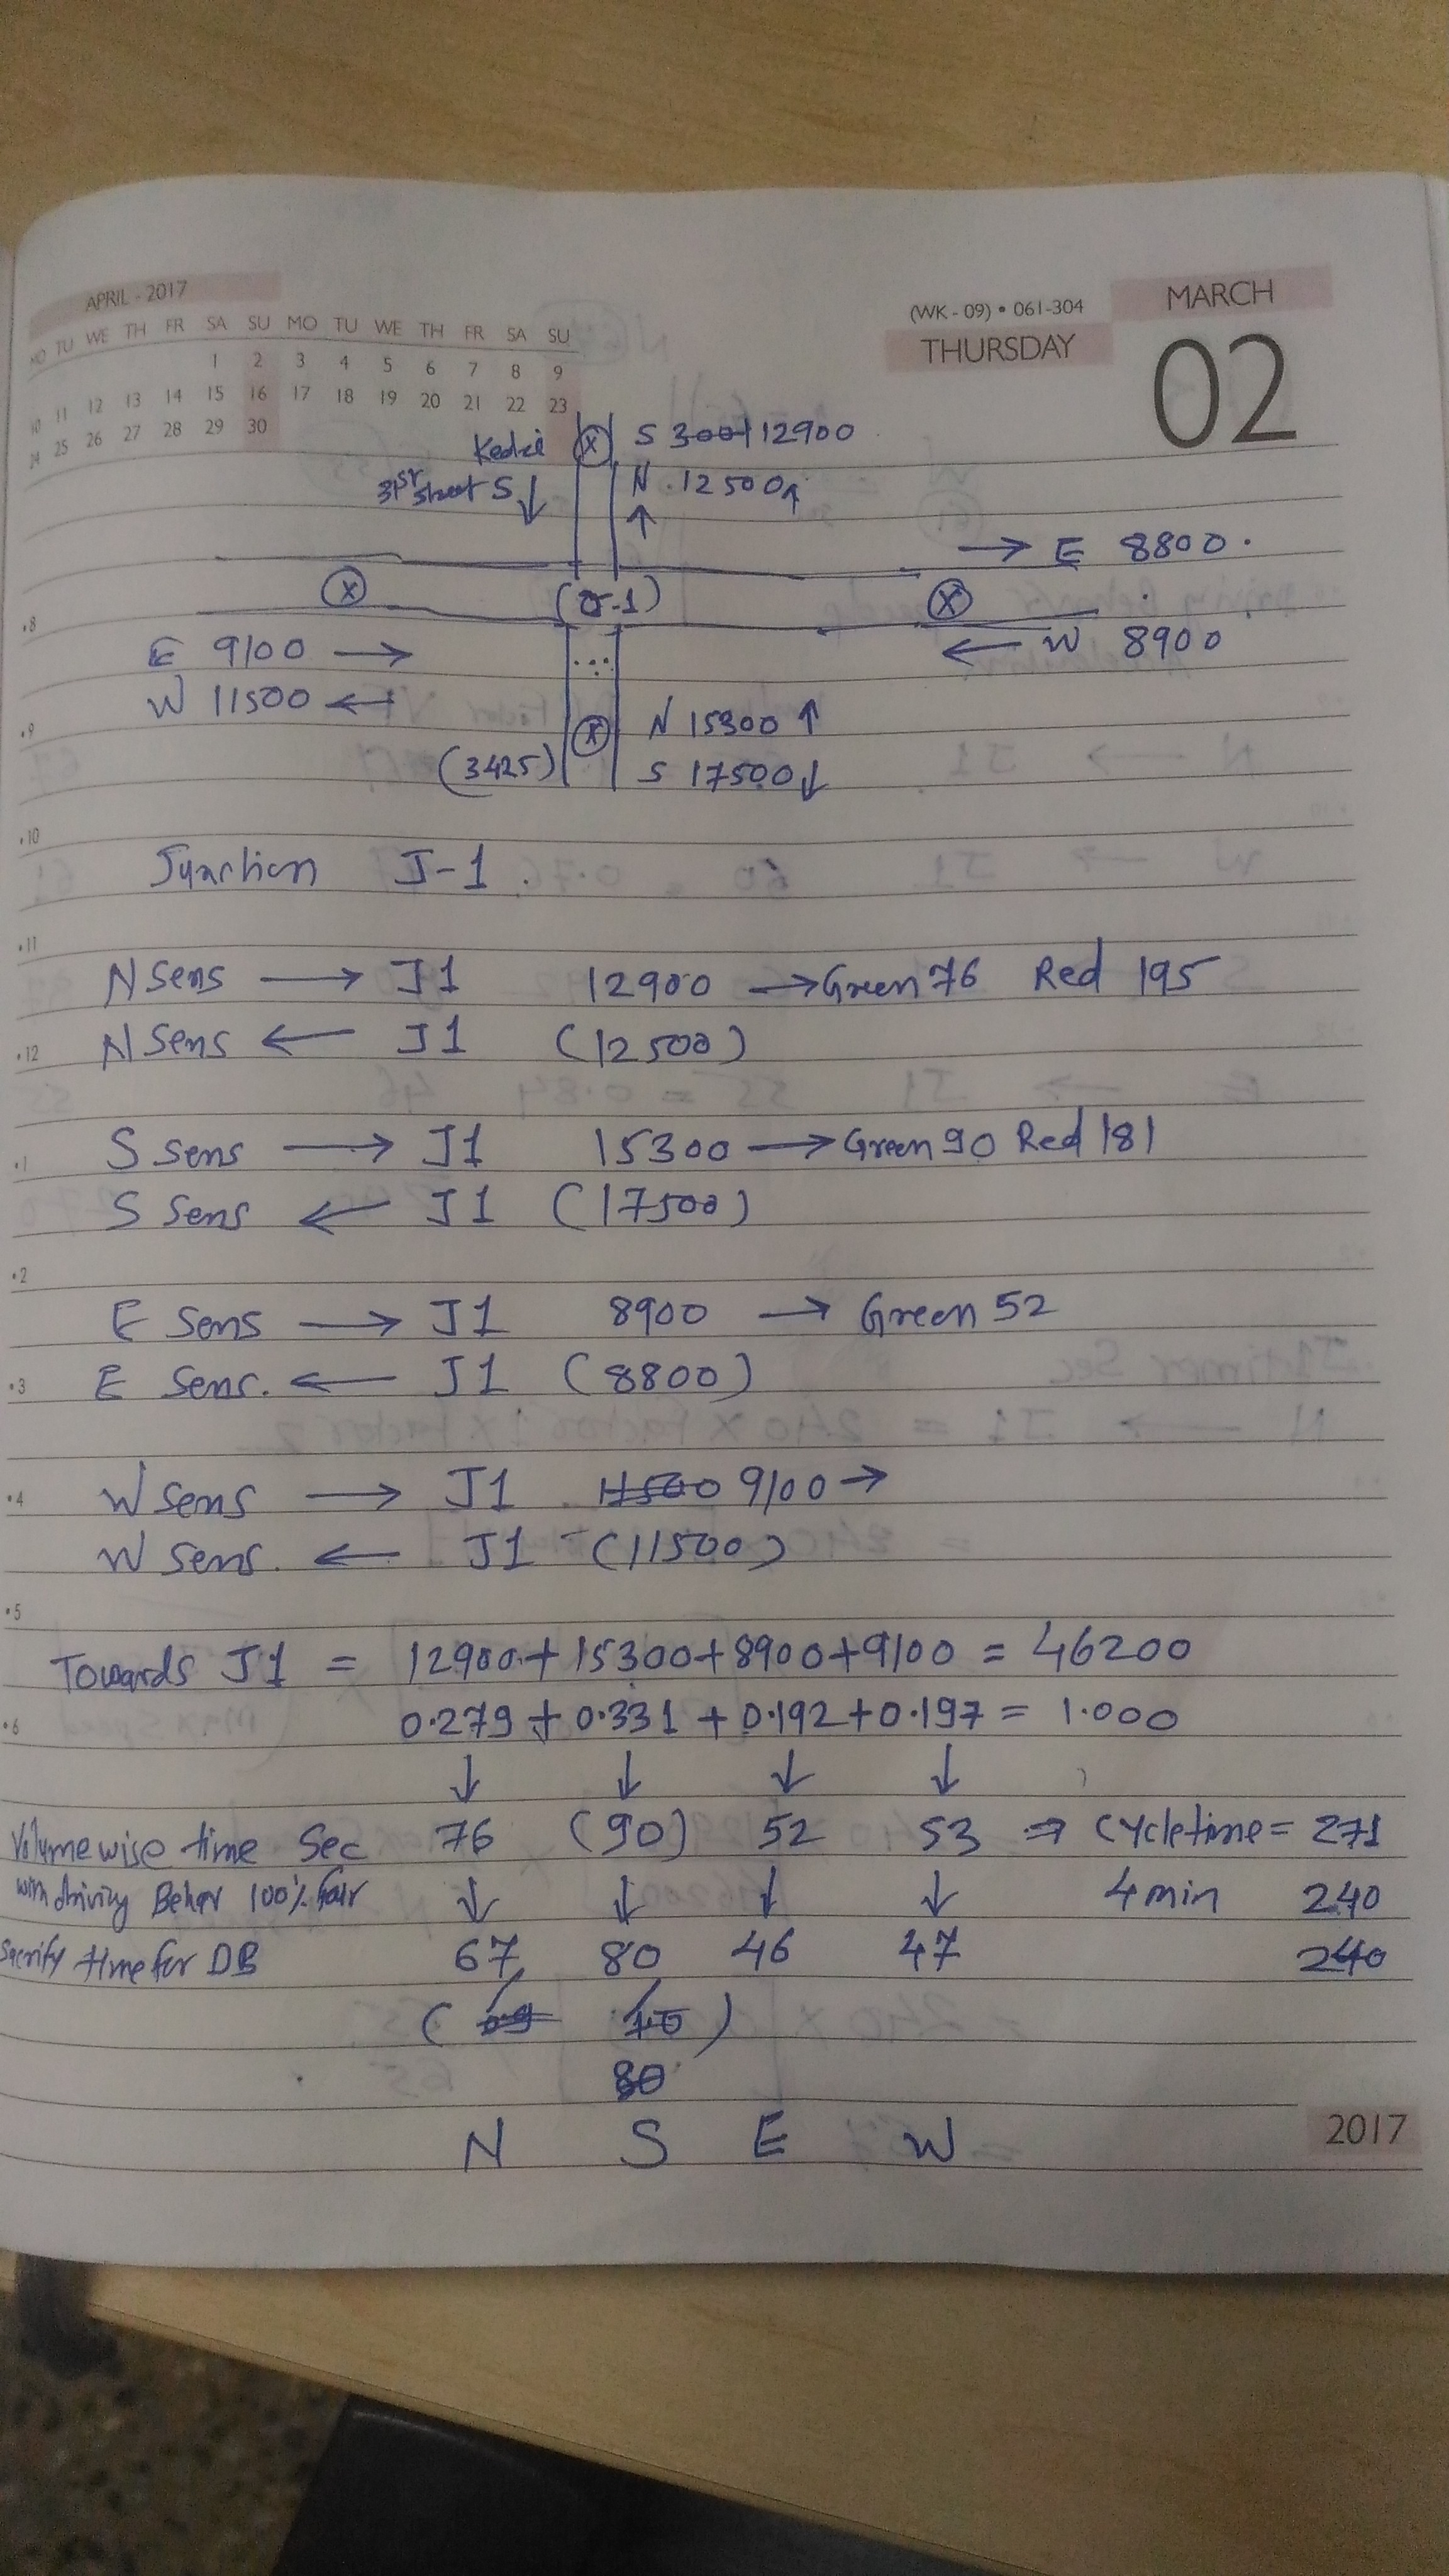 APRIL - 2017
MO TU WE TH FR SA SU MO TU WE TH FR SA SU
1 2 3 4 5 6 7 8 9
10 11 12 13 14 15 16 17 18 19 20 21 22 23
24 25 26 27 28 29 30
(WK - 09) • 061-304
THURSDAY
MARCH
02
Kedzie
S 12900
31st street S ↓
N 12500 ↑
→ E 8800
(J-1)
E 9100 →
← W 8900
W 11500 ←
N 15300 ↑
(3425)
S 17500 ↓
Junction J-1
N Sens → J1 12900 → Green 76 Red 195
N Sens ← J1 (12500)
S Sens → J1 15300 → Green 90 Red 181
S Sens ← J1 (17500)
E Sens → J1 8900 → Green 52
E Sens. ← J1 (8800)
W Sens → J1 11500 9100 →
W Sens. ← J1 (11500)
Towards J1 = 12900+15300+8900+9100 = 46200
0.279 + 0.331 + 0.192 + 0.197 = 1.000
↓ ↓ ↓ ↓
Volumewise time Sec 76 (90) 52 53 ⇒ Cycletime = 271
with driving Behav 100% fair ↓ ↓ ↓ ↓ 4 min 240
time for DB 67 80 46 47 240
80
N S E W
2017
.8
.9
.10
.11
.12
.1
.2
.3
.4
.5
.6